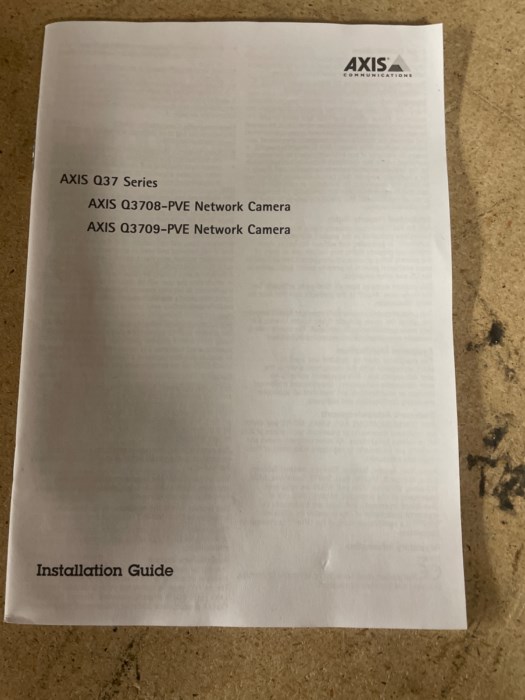 AXIS
COMMUNICATIONS
AXIS Q37 Series
AXIS Q3708-PVE Network Camera
AXIS Q3709-PVE Network Camera
Installation Guide